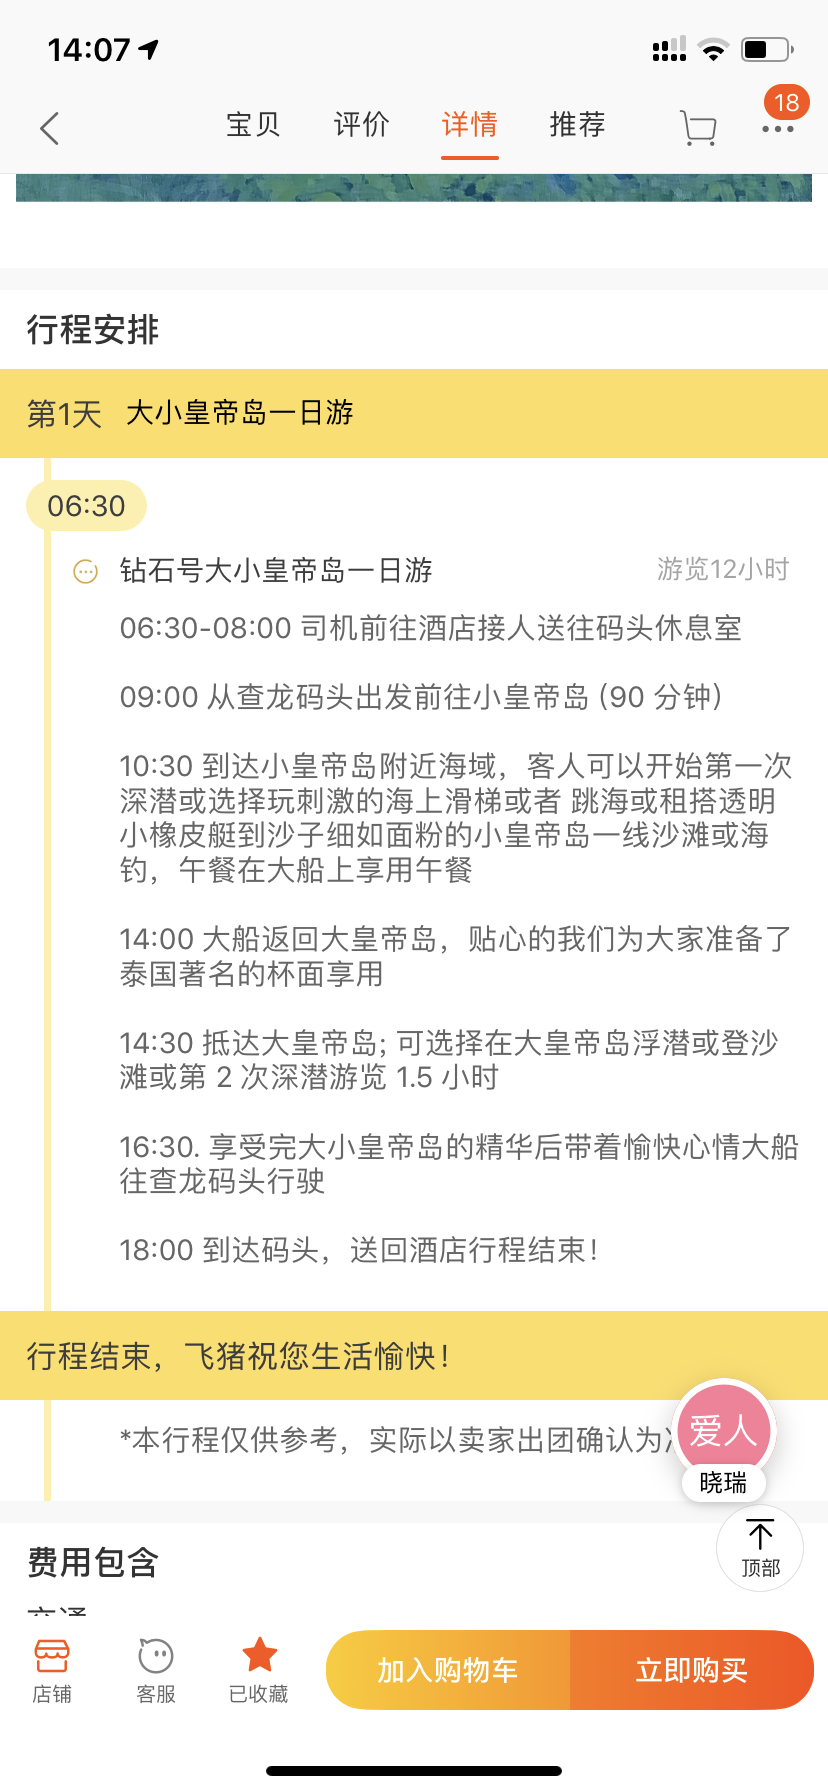 14:07
18
宝贝 评价 详情 推荐
行程安排
第1天 大小皇帝岛一日游
06:30
钻石号大小皇帝岛一日游 游览12小时
06:30-08:00 司机前往酒店接人送往码头休息室
09:00 从查龙码头出发前往小皇帝岛 (90 分钟)
10:30 到达小皇帝岛附近海域，客人可以开始第一次
深潜或选择玩刺激的海上滑梯或者 跳海或租搭透明
小橡皮艇到沙子细如面粉的小皇帝岛一线沙滩或海
钓，午餐在大船上享用午餐
14:00 大船返回大皇帝岛，贴心的我们为大家准备了
泰国著名的杯面享用
14:30 抵达大皇帝岛; 可选择在大皇帝岛浮潜或登沙
滩或第 2 次深潜游览 1.5 小时
16:30. 享受完大小皇帝岛的精华后带着愉快心情大船
往查龙码头行驶
18:00 到达码头，送回酒店行程结束！
行程结束，飞猪祝您生活愉快！
*本行程仅供参考，实际以卖家出团确认为
爱人
晓瑞
费用包含
顶部
交通
店铺 客服 已收藏 加入购物车 立即购买